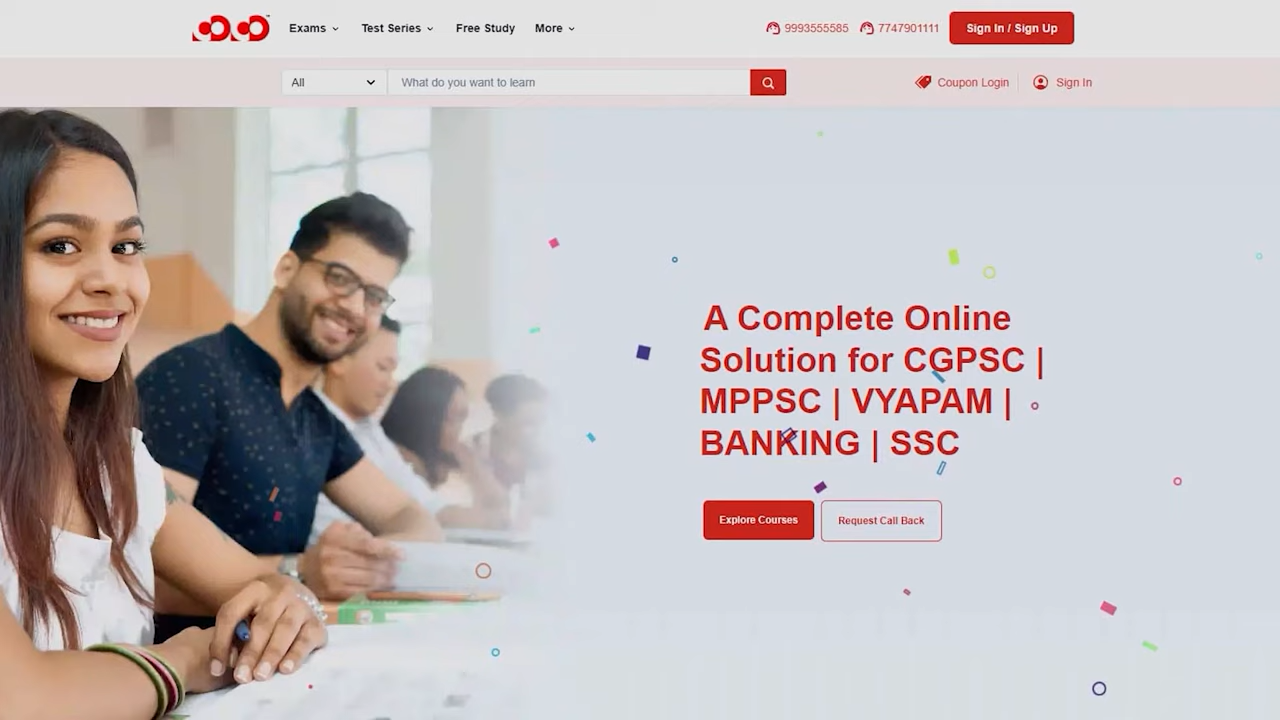 Exams
Test Series
Free Study
More
9993555585
7747901111
Sign In / Sign Up
All
What do you want to learn
Coupon Login
Sign In
A Complete Online
Solution for CGPSC |
MPPSC | VYAPAM |
BANKING | SSC
Explore Courses
Request Call Back